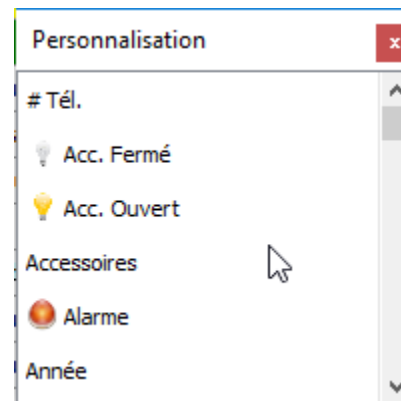 Personnalisation
# Tél.
Acc. Fermé
Acc. Ouvert
Accessoires
Alarme
Année